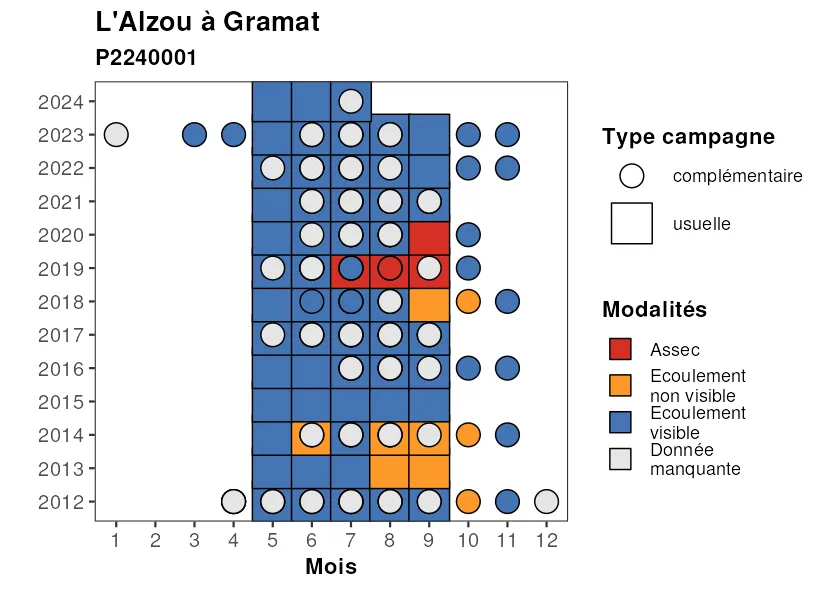 L'Alzou à Gramat
P2240001
2024
2023
2022
2021
2020
2019
2018
2017
2016
2015
2014
2013
2012
1 2 3 4 5 6 7 8 9 10 11 12
Mois
Type campagne
complémentaire
usuelle
Modalités
Assec
Ecoulement
non visible
Ecoulement
visible
Donnée
manquante